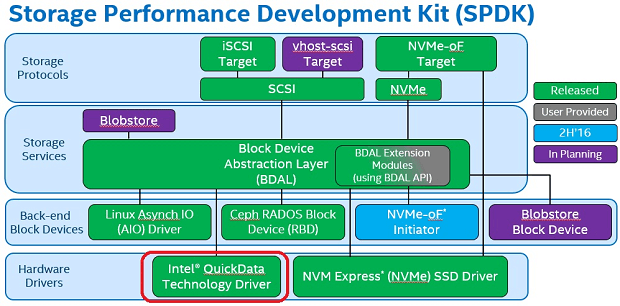 Storage Performance Development Kit (SPDK)
Storage
Protocols
iSCSI
Target
vhost-scsi
Target
NVMe-oF
Target
SCSI
NVMe
Released
User Provided
2H'16
In Planning
Storage
Services
Blobstore
Block Device
Abstraction Layer
(BDAL)
BDAL Extension
Modules
(using BDAL API)
Back-end
Block Devices
Linux Asynch IO
(AIO) Driver
Ceph RADOS Block
Device (RBD)
NVMe-oF*
Initiator
Blobstore
Block Device
Hardware
Drivers
Intel® QuickData
Technology Driver
NVM Express* (NVMe) SSD Driver